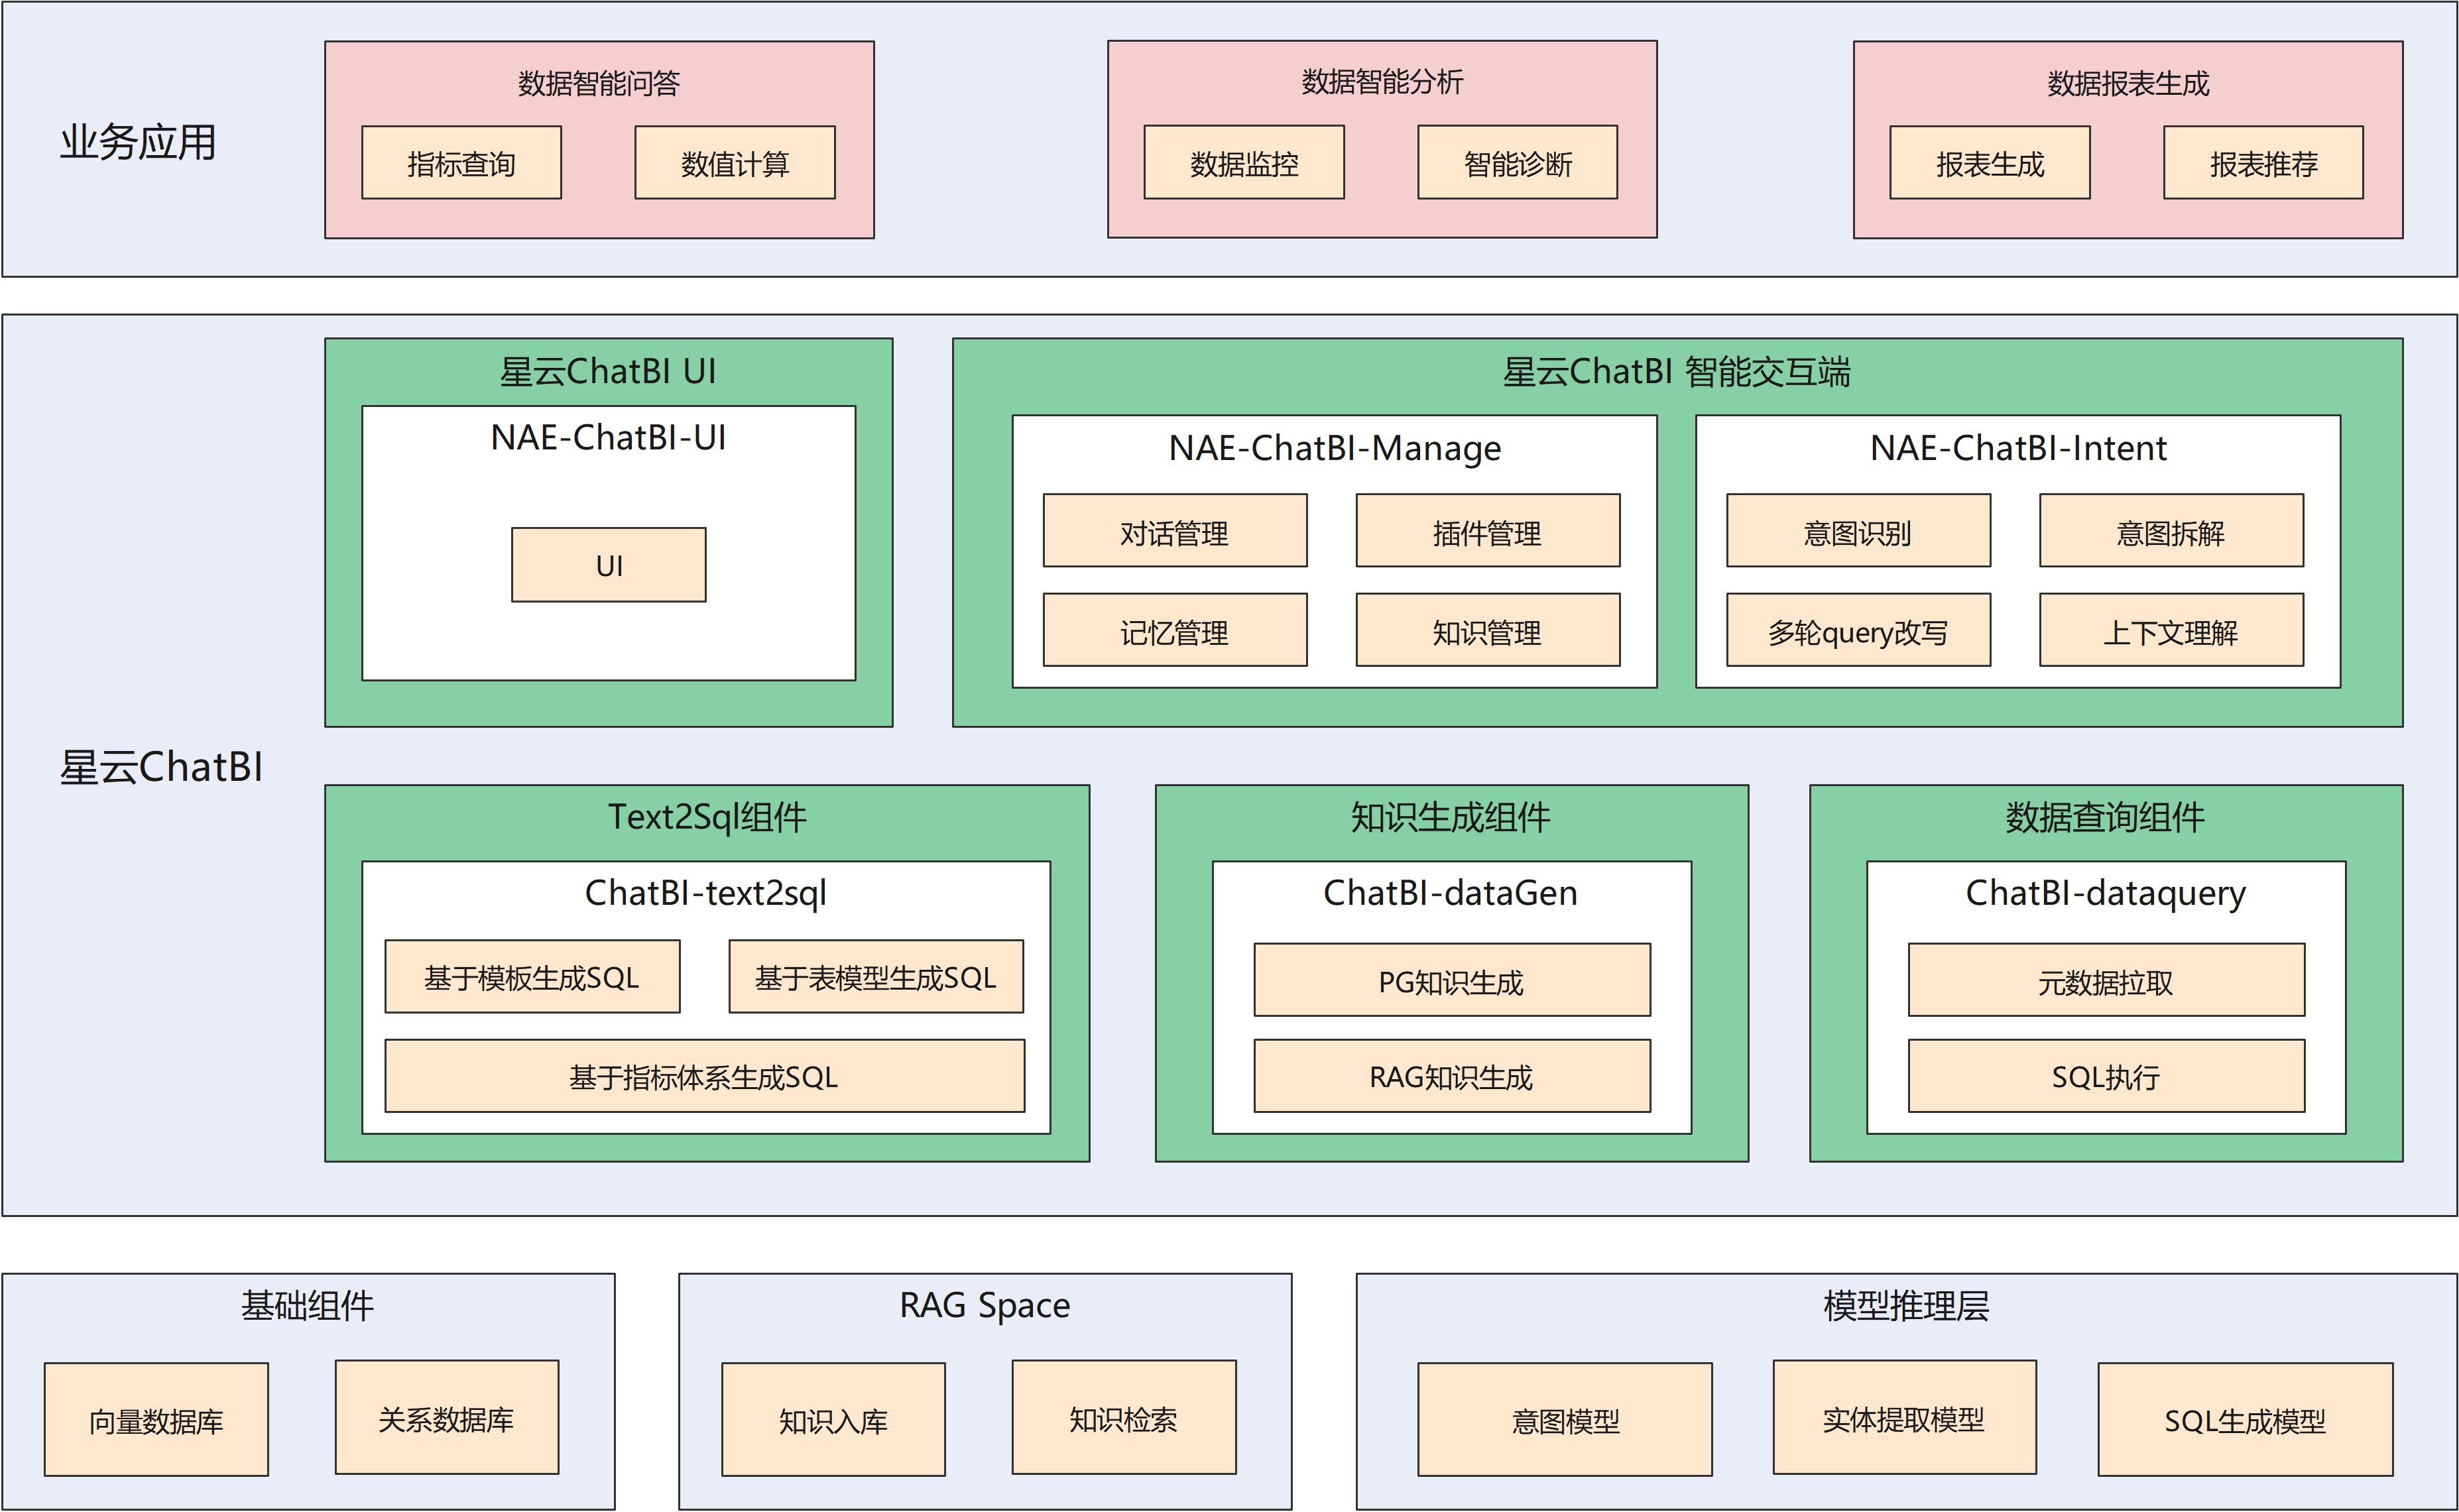 业务应用
数据智能问答
指标查询
数值计算
数据智能分析
数据监控
智能诊断
数据报表生成
报表生成
报表推荐
星云ChatBI
星云ChatBI UI
NAE-ChatBI-UI
UI
星云ChatBI 智能交互端
NAE-ChatBI-Manage
对话管理
插件管理
记忆管理
知识管理
NAE-ChatBI-Intent
意图识别
意图拆解
多轮query改写
上下文理解
Text2Sql组件
ChatBI-text2sql
基于模板生成SQL
基于表模型生成SQL
基于指标体系生成SQL
知识生成组件
ChatBI-dataGen
PG知识生成
RAG知识生成
数据查询组件
ChatBI-dataquery
元数据拉取
SQL执行
基础组件
向量数据库
关系数据库
RAG Space
知识入库
知识检索
模型推理层
意图模型
实体提取模型
SQL生成模型